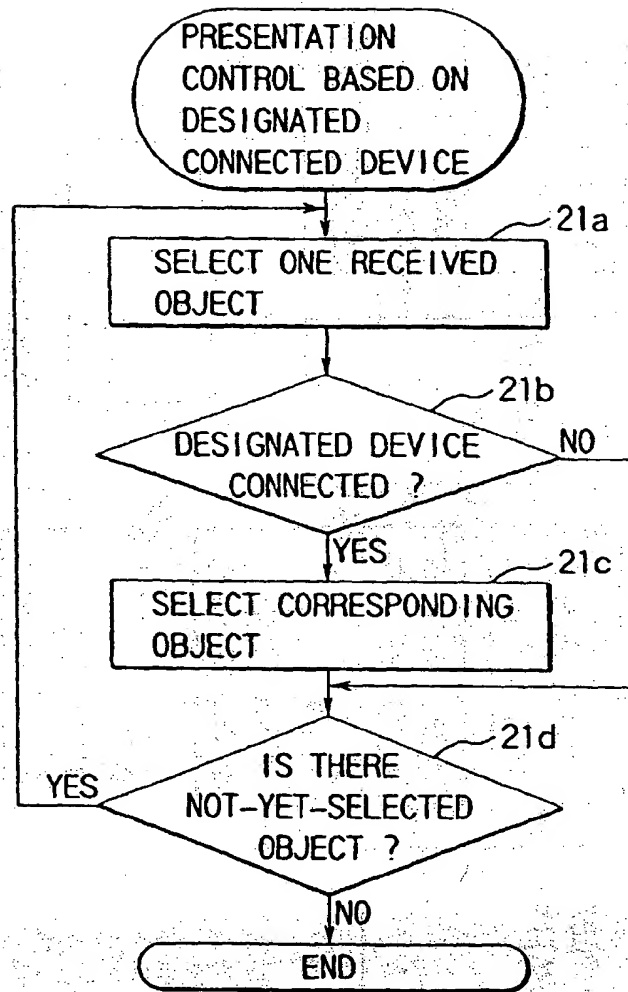 PRESENTATION
CONTROL BASED ON
DESIGNATED
CONNECTED DEVICE
21a
SELECT ONE RECEIVED
OBJECT
21b
DESIGNATED DEVICE
CONNECTED ?
NO
YES
21c
SELECT CORRESPONDING
OBJECT
21d
IS THERE
NOT-YET-SELECTED
OBJECT ?
YES
NO
END